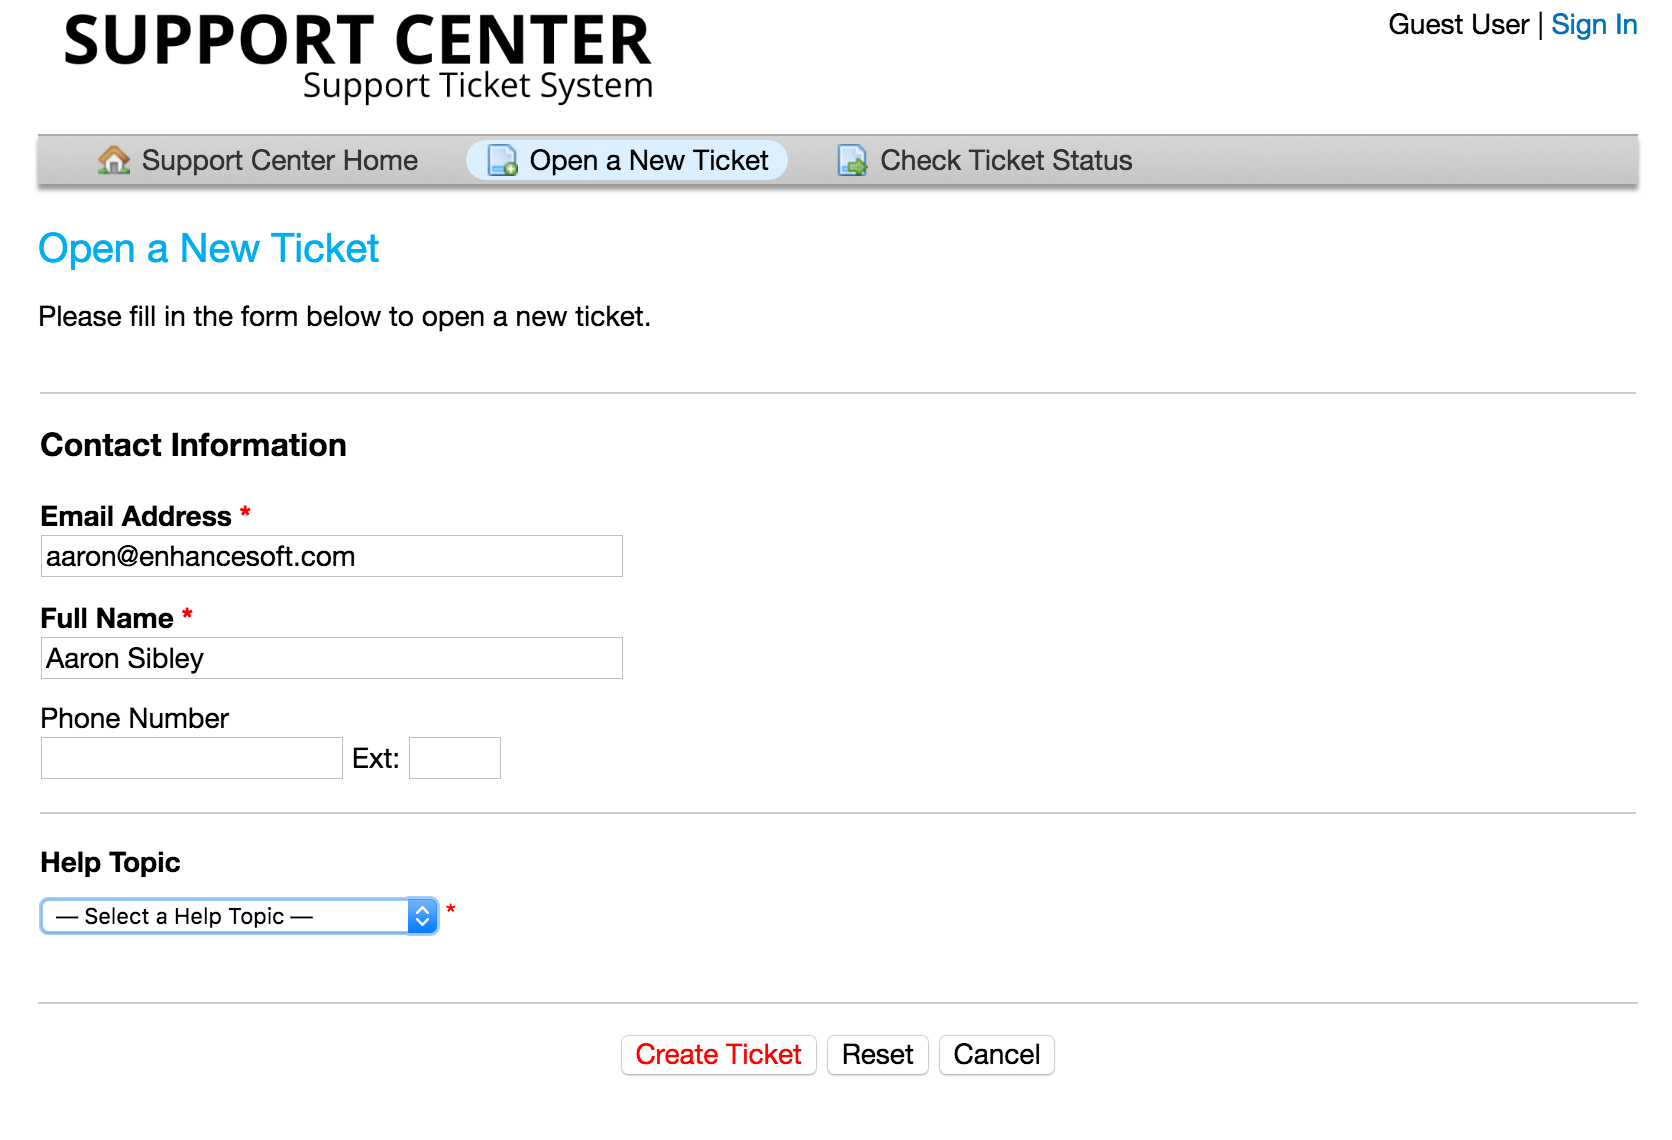 SUPPORT CENTER
Support Ticket System
Guest User | Sign In
Support Center Home
Open a New Ticket
Check Ticket Status
Open a New Ticket
Please fill in the form below to open a new ticket.
Contact Information
Email Address *
aaron@enhancesoft.com
Full Name *
Aaron Sibley
Phone Number
Ext:
Help Topic
— Select a Help Topic — *
Create Ticket
Reset
Cancel